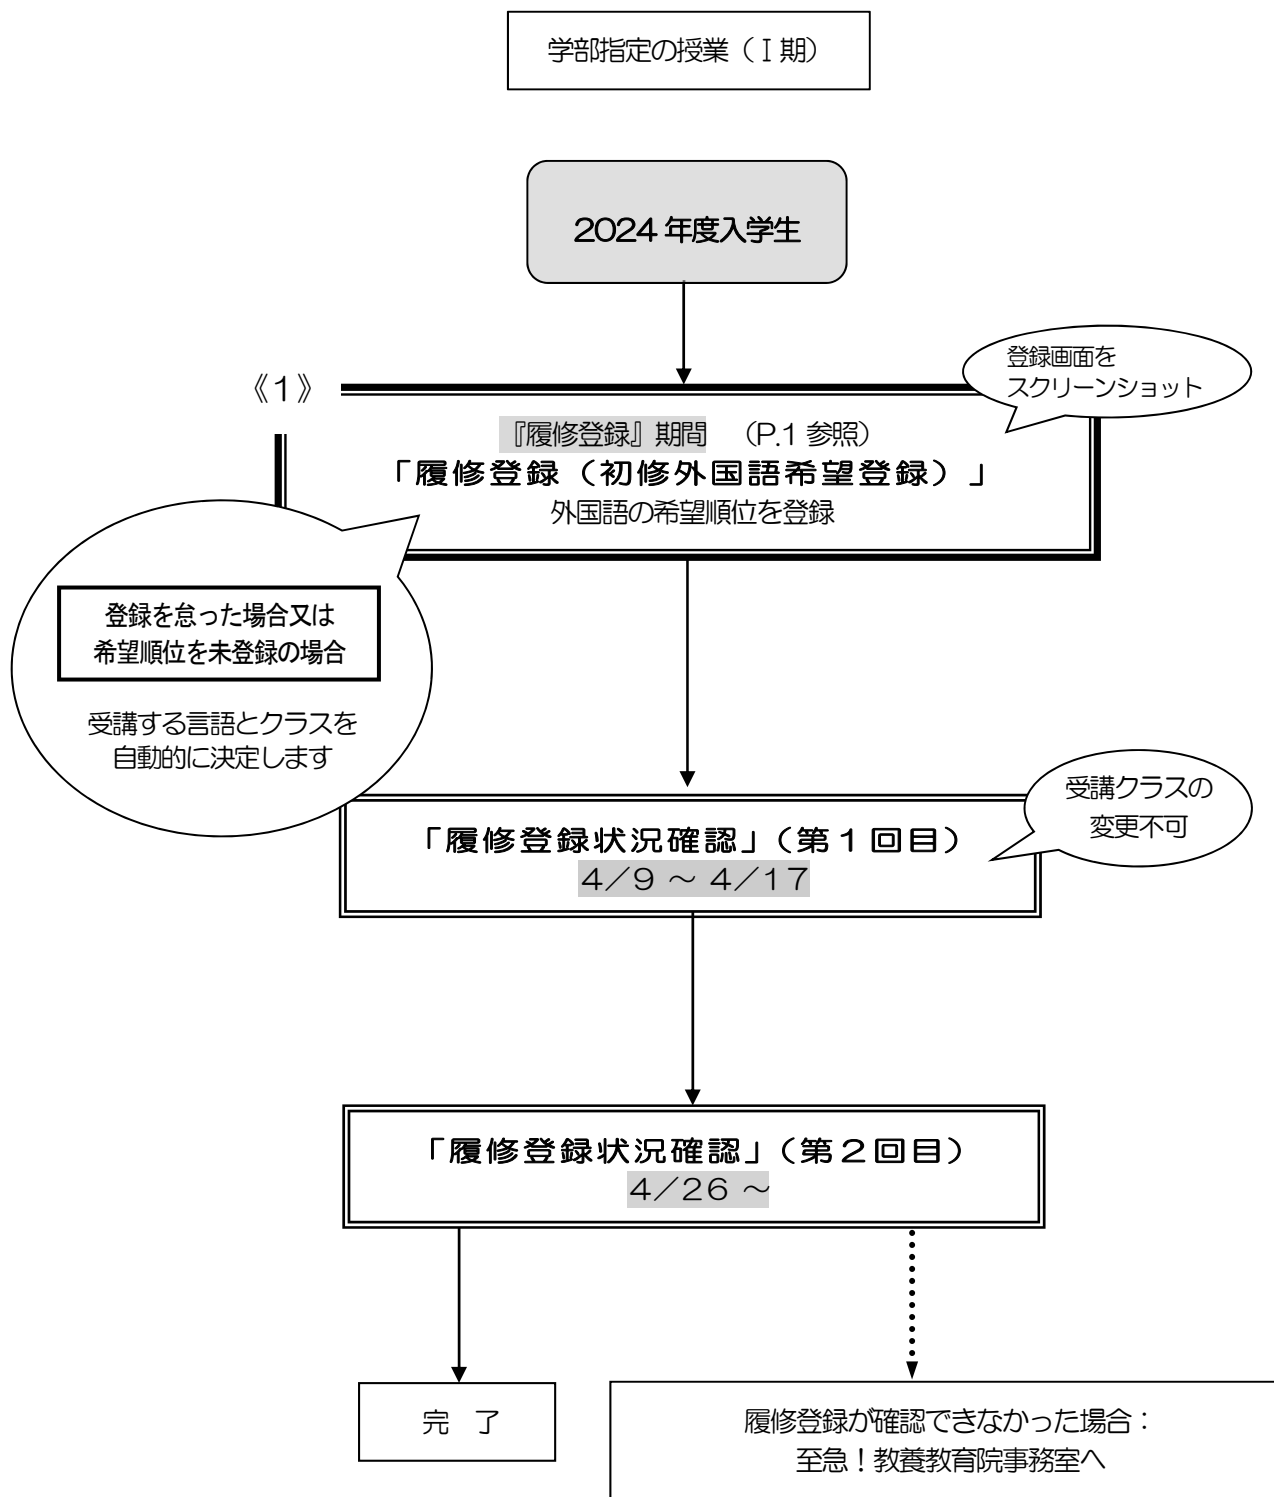 学部指定の授業（Ⅰ期）
2024 年度入学生
登録画面を
スクリーンショット
《1》
『履修登録』期間　（P.1 参照）
「履修登録（初修外国語希望登録）」
外国語の希望順位を登録
登録を怠った場合又は
希望順位を未登録の場合
受講する言語とクラスを
自動的に決定します
受講クラスの
変更不可
「履修登録状況確認」（第１回目）
４／９ ～ ４／１７
「履修登録状況確認」（第２回目）
４／２６ ～
完　了
履修登録が確認できなかった場合：
至急！教養教育院事務室へ